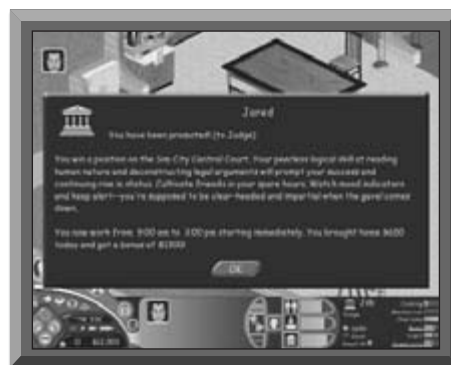 Jared
You have been promoted! (to Judge)
You win a position on the Sim City Central Court. Your peerless logical skill at reading
human nature and deconstructing legal arguments will prompt your success and
continuing rise in status. Cultivate friends in your spare hours. Watch mood indicators
and keep alert--you're supposed to be clear-headed and impartial when the gavel comes
down.
You now work from 9:00 am to 3:00 pm starting immediately. You brought home
today and got a bonus of
OK